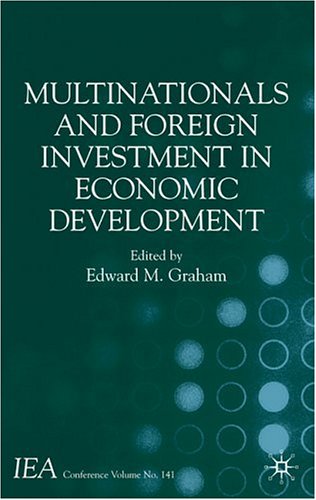 MULTINATIONALS
AND FOREIGN
INVESTMENT IN
ECONOMIC
DEVELOPMENT
Edited by
Edward M. Graham
IEA Conference Volume No. 141